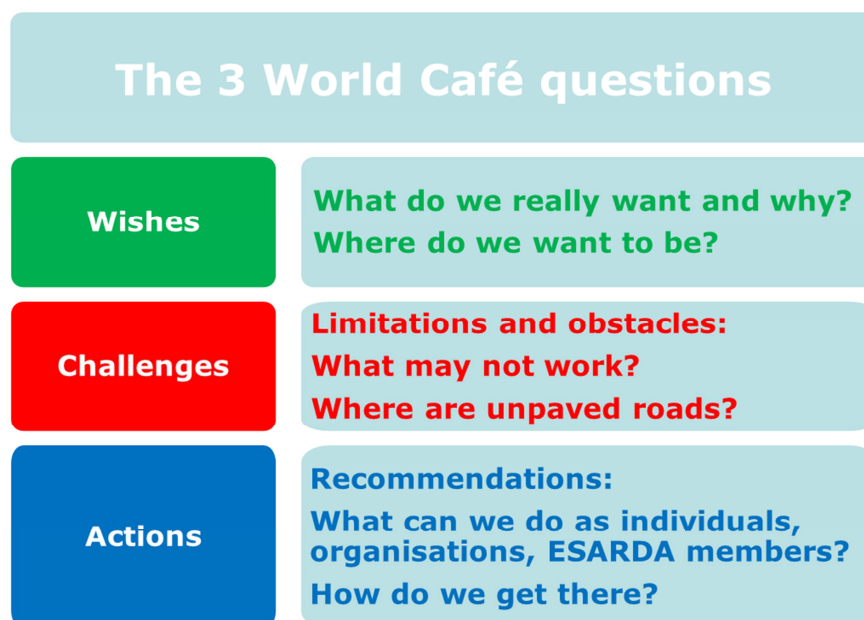 The 3 World Café questions
Wishes
What do we really want and why?
Where do we want to be?
Challenges
Limitations and obstacles:
What may not work?
Where are unpaved roads?
Actions
Recommendations:
What can we do as individuals,
organisations, ESARDA members?
How do we get there?